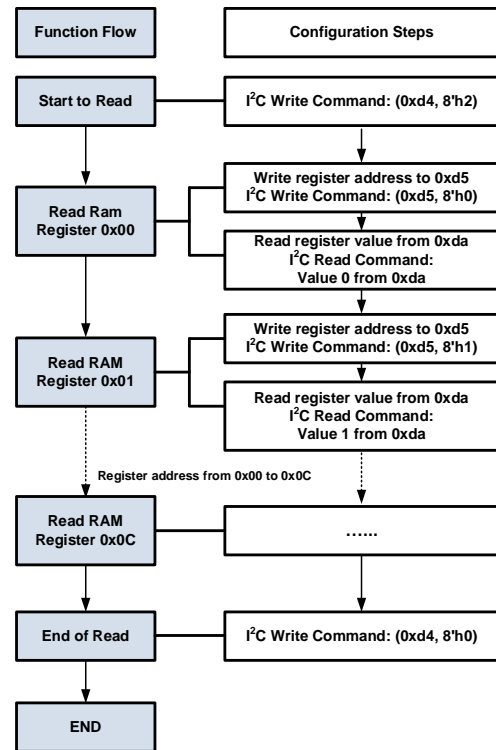 Function Flow
Configuration Steps
Start to Read
I²C Write Command: (0xd4, 8'h2)
Read Ram
Register 0x00
Write register address to 0xd5
I²C Write Command: (0xd5, 8'h0)
Read register value from 0xda
I²C Read Command:
Value 0 from 0xda
Read RAM
Register 0x01
Write register address to 0xd5
I²C Write Command: (0xd5, 8'h1)
Read register value from 0xda
I²C Read Command:
Value 1 from 0xda
Register address from 0x00 to 0x0C
Read RAM
Register 0x0C
…...
End of Read
I²C Write Command: (0xd4, 8'h0)
END